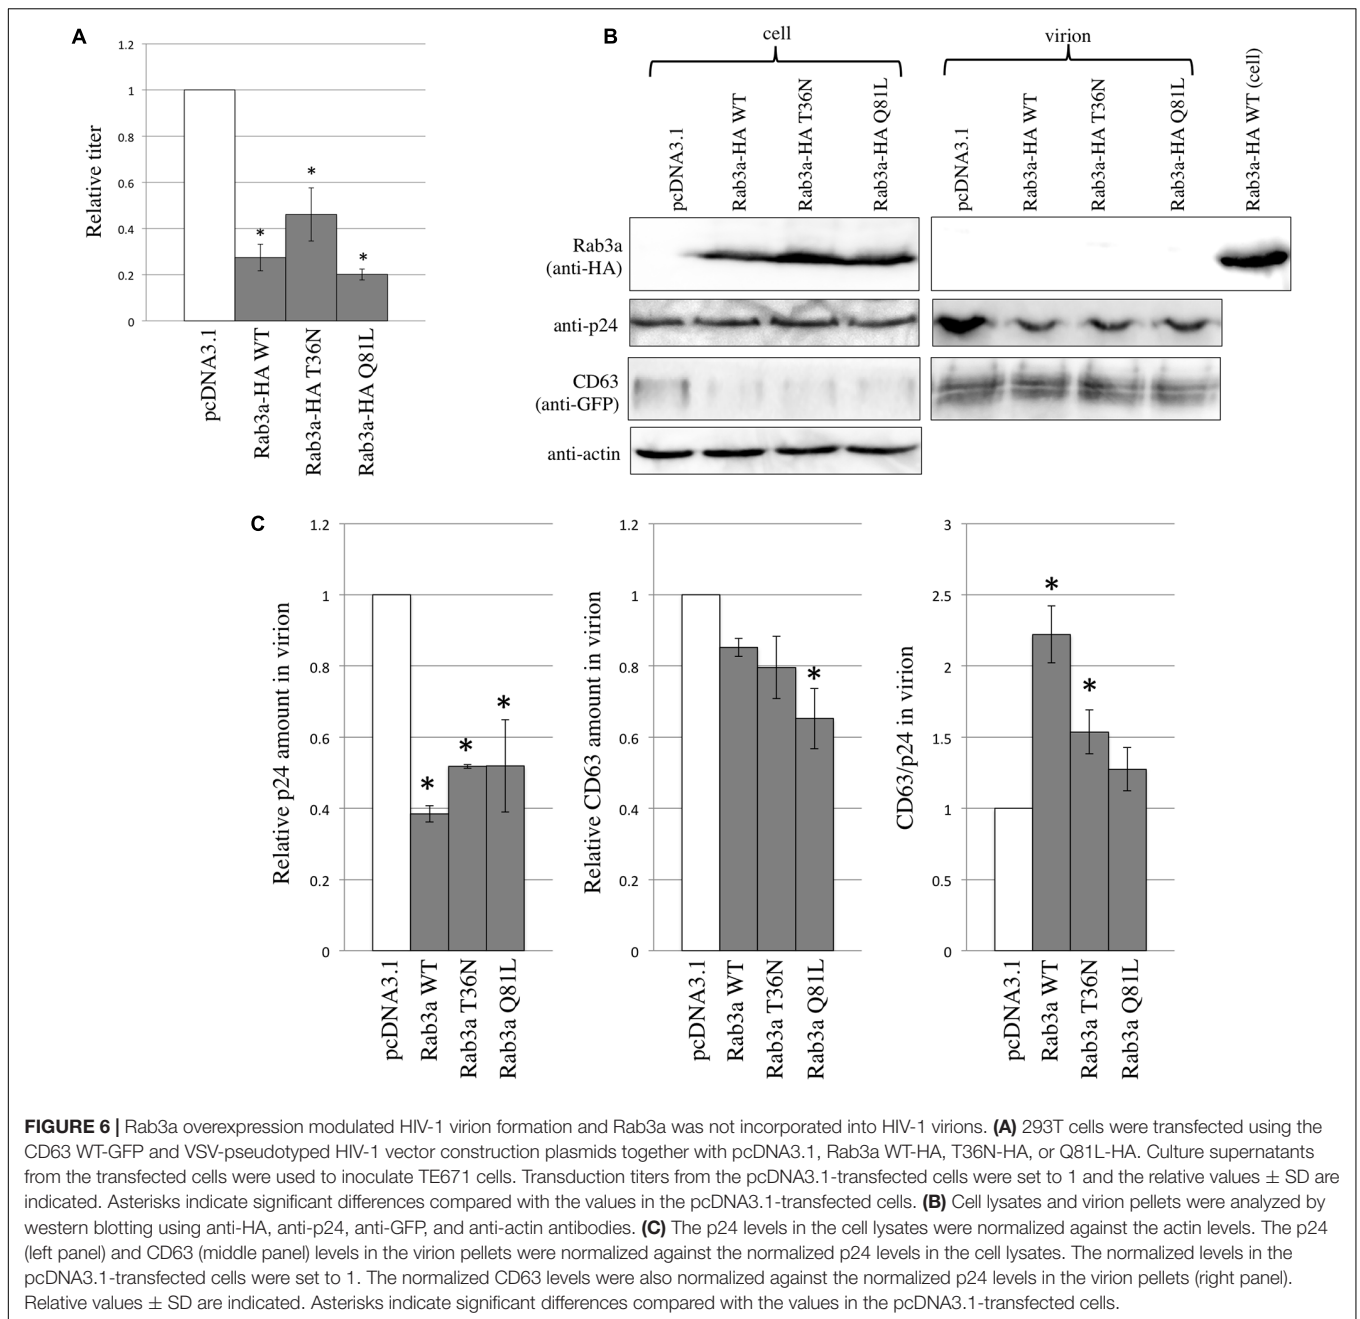 A
1.2
1
0.8
0.6
0.4
0.2
0
Relative titer
*
*
*
pcDNA3.1
Rab3a-HA WT
Rab3a-HA T36N
Rab3a-HA Q81L
B
cell
virion
pcDNA3.1
Rab3a-HA WT
Rab3a-HA T36N
Rab3a-HA Q81L
pcDNA3.1
Rab3a-HA WT
Rab3a-HA T36N
Rab3a-HA Q81L
Rab3a-HA WT (cell)
Rab3a
(anti-HA)
anti-p24
CD63
(anti-GFP)
anti-actin
C
1.2
1
0.8
0.6
0.4
0.2
0
Relative p24 amount in virion
*
*
*
pcDNA3.1
Rab3a WT
Rab3a T36N
Rab3a Q81L
1.2
1
0.8
0.6
0.4
0.2
0
Relative CD63 amount in virion
*
pcDNA3.1
Rab3a WT
Rab3a T36N
Rab3a Q81L
3
2.5
2
1.5
1
0.5
0
CD63/p24 in virion
*
*
pcDNA3.1
Rab3a WT
Rab3a T36N
Rab3a Q81L
FIGURE 6 | Rab3a overexpression modulated HIV-1 virion formation and Rab3a was not incorporated into HIV-1 virions. (A) 293T cells were transfected using the
CD63 WT-GFP and VSV-pseudotyped HIV-1 vector construction plasmids together with pcDNA3.1, Rab3a WT-HA, T36N-HA, or Q81L-HA. Culture supernatants
from the transfected cells were used to inoculate TE671 cells. Transduction titers from the pcDNA3.1-transfected cells were set to 1 and the relative values ± SD are
indicated. Asterisks indicate significant differences compared with the values in the pcDNA3.1-transfected cells. (B) Cell lysates and virion pellets were analyzed by
western blotting using anti-HA, anti-p24, anti-GFP, and anti-actin antibodies. (C) The p24 levels in the cell lysates were normalized against the actin levels. The p24
(left panel) and CD63 (middle panel) levels in the virion pellets were normalized against the normalized p24 levels in the cell lysates. The normalized levels in the
pcDNA3.1-transfected cells were set to 1. The normalized CD63 levels were also normalized against the normalized p24 levels in the virion pellets (right panel).
Relative values ± SD are indicated. Asterisks indicate significant differences compared with the values in the pcDNA3.1-transfected cells.